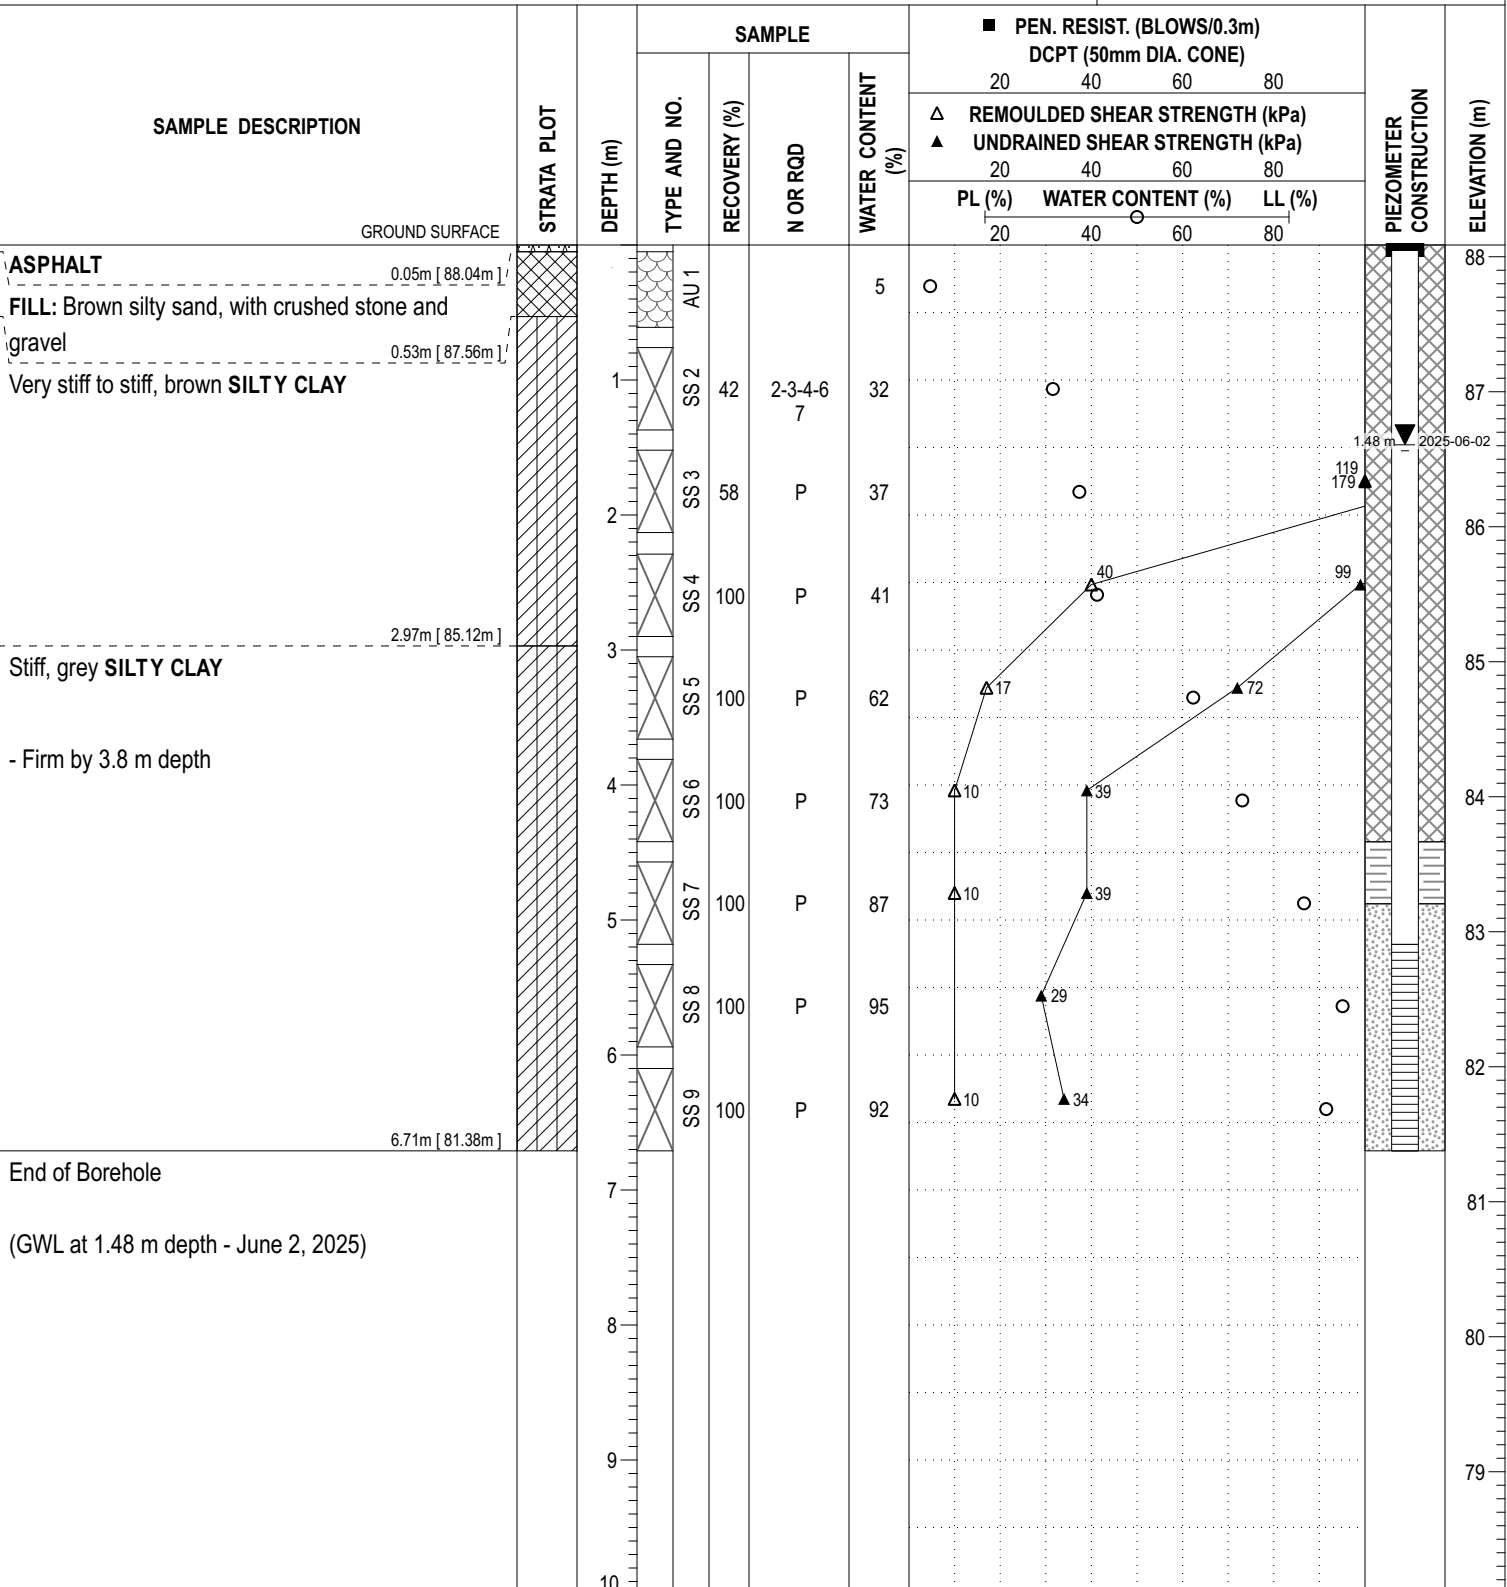 SAMPLE DESCRIPTION
GROUND SURFACE
STRATA PLOT
DEPTH (m)
SAMPLE
TYPE AND NO.
RECOVERY (%)
N OR RQD
WATER CONTENT
(%)
■ PEN. RESIST. (BLOWS/0.3m)
DCPT (50mm DIA. CONE)
20 40 60 80
△ REMOULDED SHEAR STRENGTH (kPa)
▲ UNDRAINED SHEAR STRENGTH (kPa)
20 40 60 80
PL (%) WATER CONTENT (%) LL (%)
20 40 60 80
PIEZOMETER
CONSTRUCTION
ELEVATION (m)
ASPHALT
0.05m [ 88.04m ]
FILL: Brown silty sand, with crushed stone and
gravel
0.53m [ 87.56m ]
Very stiff to stiff, brown SILTY CLAY
2.97m [ 85.12m ]
Stiff, grey SILTY CLAY
- Firm by 3.8 m depth
6.71m [ 81.38m ]
End of Borehole
(GWL at 1.48 m depth - June 2, 2025)
1
2
3
4
5
6
7
8
9
10
AU 1 5
SS 2 42 2-3-4-6 32
7
SS 3 58 P 37
SS 4 100 P 41
SS 5 100 P 62
SS 6 100 P 73
SS 7 100 P 87
SS 8 100 P 95
SS 9 100 P 92
119
179
40 99
17 72
10 39
10 39
29
10 34
1.48 m 2025-06-02
88
87
86
85
84
83
82
81
80
79